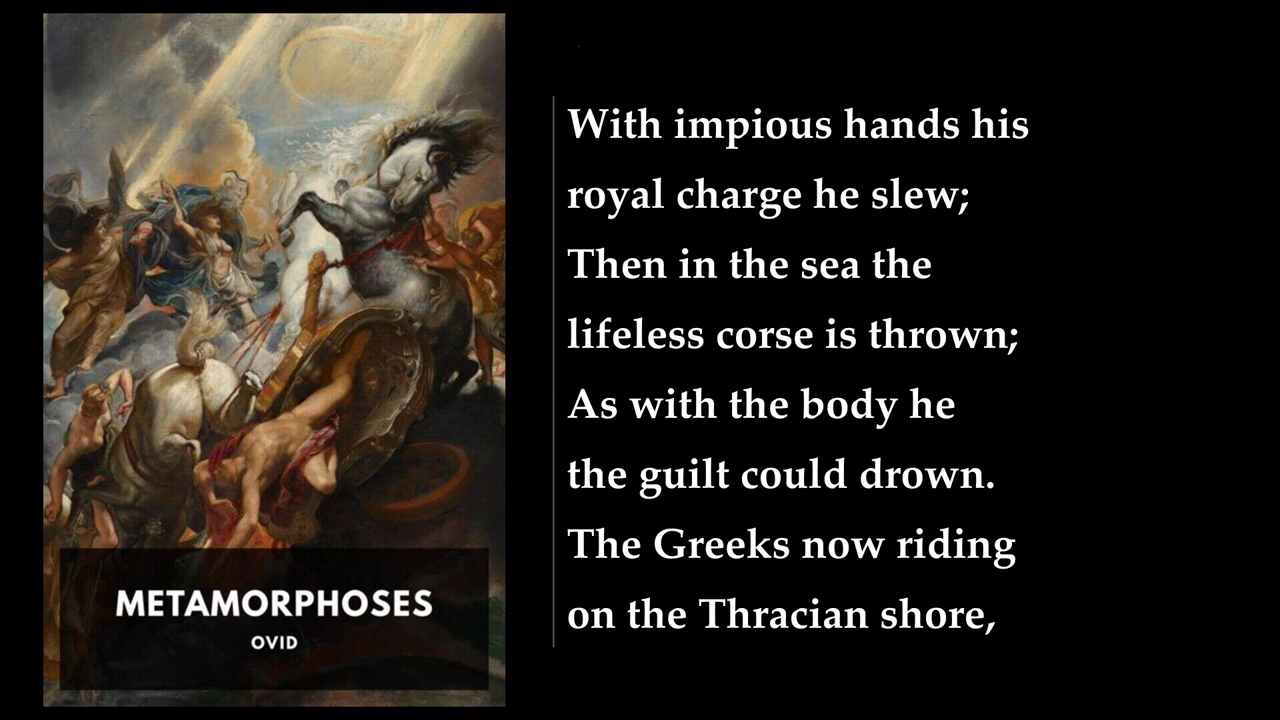 METAMORPHOSES
OVID
With impious hands his
royal charge he slew;
Then in the sea the
lifeless corse is thrown;
As with the body he
the guilt could drown.
The Greeks now riding
on the Thracian shore,